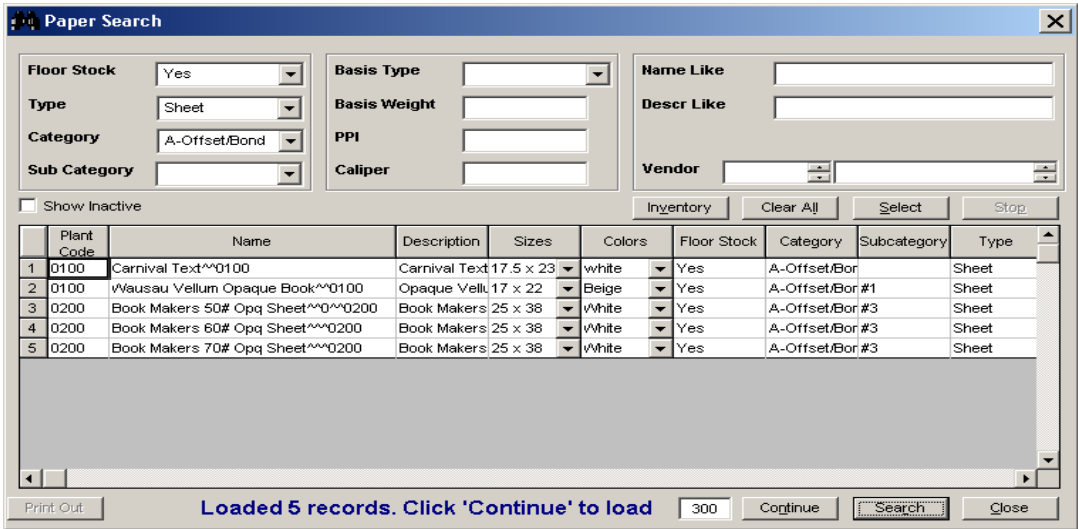 Paper Search
Floor Stock Yes Basis Type Name Like
Type Sheet Basis Weight Descr Like
Category A-Offset/Bond PPI
Sub Category Caliper Vendor
Show Inactive Inventory Clear All Select Stop
Plant Code Name Description Sizes Colors Floor Stock Category Subcategory Type
1 0100 Carnival Text^^0100 Carnival Text 17.5 x 23 white Yes A-Offset/Bor Sheet
2 0100 Wausau Vellum Opaque Book^^0100 Opaque Vellu 17 x 22 Beige Yes A-Offset/Bor #1 Sheet
3 0200 Book Makers 50# Opq Sheet^^0^^0200 Book Makers 25 x 38 White Yes A-Offset/Bor #3 Sheet
4 0200 Book Makers 60# Opq Sheet^^^0200 Book Makers 25 x 38 White Yes A-Offset/Bor #3 Sheet
5 0200 Book Makers 70# Opq Sheet^^^0200 Book Makers 25 x 38 White Yes A-Offset/Bor #3 Sheet
Print Out Loaded 5 records. Click 'Continue' to load 300 Continue Search Close